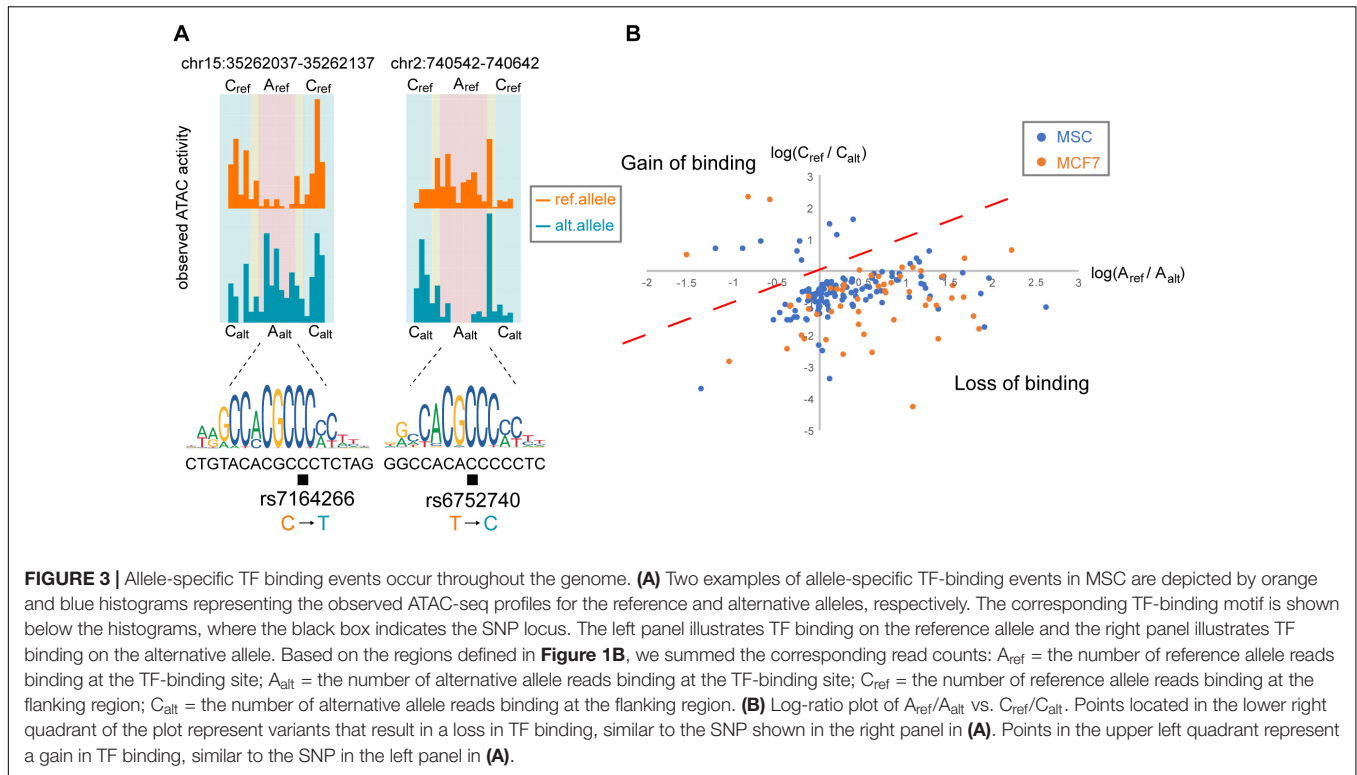 A
chr15:35262037-35262137
chr2:740542-740642
Cref Aref Cref
Cref Aref Cref
observed ATAC activity
ref.allele
alt.allele
Calt Aalt Calt
Calt Aalt Calt
CTGTACACGCCCTCTAG
GGCCACACCCCCTC
rs7164266
rs6752740
C → T
T → C
B
MSC
MCF7
Gain of binding
log(Cref / Calt)
3
2
1
-2 -1.5 -1 -0.5 0 0.5 1 1.5 2 2.5 3
log(Aref / Aalt)
-1
-2
-3
-4
-5
Loss of binding
FIGURE 3 | Allele-specific TF binding events occur throughout the genome. (A) Two examples of allele-specific TF-binding events in MSC are depicted by orange
and blue histograms representing the observed ATAC-seq profiles for the reference and alternative alleles, respectively. The corresponding TF-binding motif is shown
below the histograms, where the black box indicates the SNP locus. The left panel illustrates TF binding on the reference allele and the right panel illustrates TF
binding on the alternative allele. Based on the regions defined in Figure 1B, we summed the corresponding read counts: Aref = the number of reference allele reads
binding at the TF-binding site; Aalt = the number of alternative allele reads binding at the TF-binding site; Cref = the number of reference allele reads binding at the
flanking region; Calt = the number of alternative allele reads binding at the flanking region. (B) Log-ratio plot of Aref/Aalt vs. Cref/Calt. Points located in the lower right
quadrant of the plot represent variants that result in a loss in TF binding, similar to the SNP shown in the right panel in (A). Points in the upper left quadrant represent
a gain in TF binding, similar to the SNP in the left panel in (A).